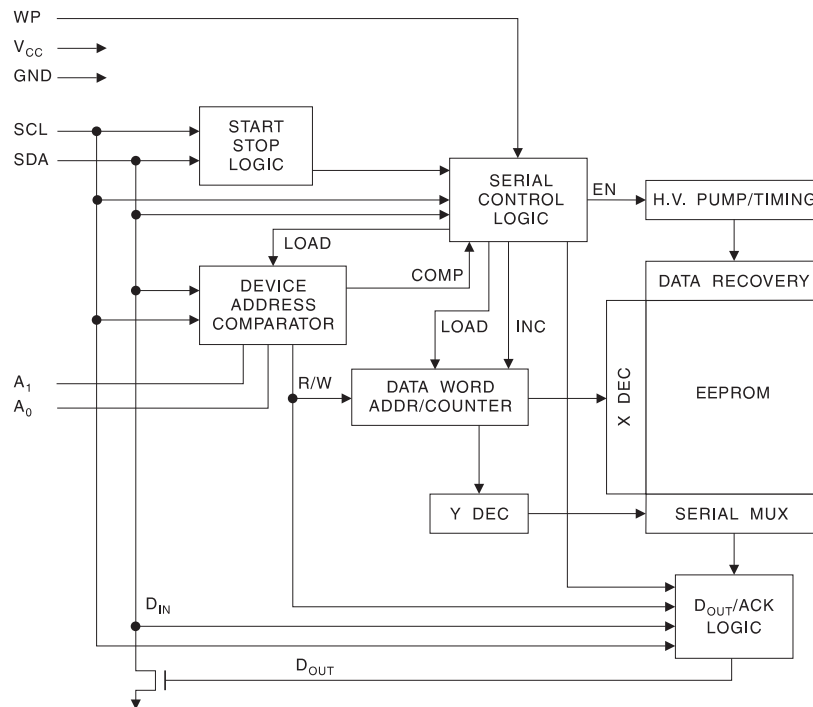 WP
VCC
GND
SCL
SDA
START
STOP
LOGIC
SERIAL
CONTROL
LOGIC
EN
H.V. PUMP/TIMING
LOAD
COMP
DEVICE
ADDRESS
COMPARATOR
DATA RECOVERY
LOAD
INC
A1
A0
R/W
DATA WORD
ADDR/COUNTER
X DEC
EEPROM
Y DEC
SERIAL MUX
DIN
DOUT/ACK
LOGIC
DOUT